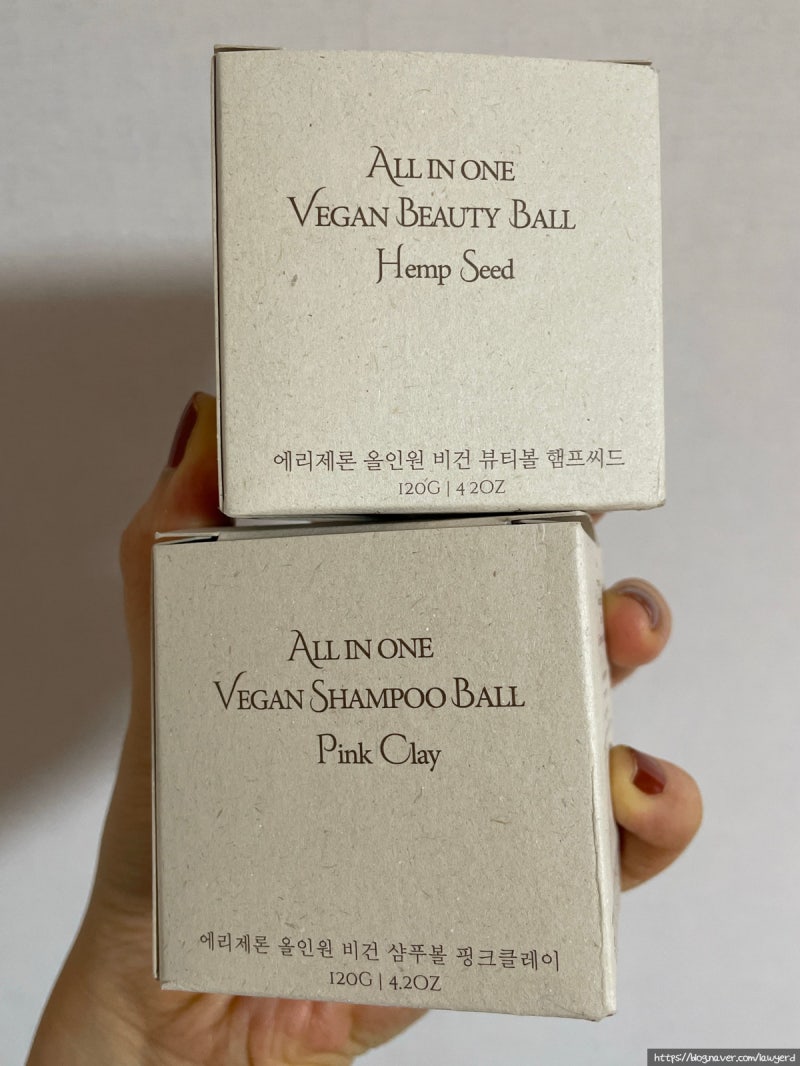 ALL IN ONE
VEGAN BEAUTY BALL
Hemp Seed
에리제론 올인원 비건 뷰티볼 햄프씨드
120G | 4.2OZ
ALL IN ONE
VEGAN SHAMPOO BALL
Pink Clay
에리제론 올인원 비건 샴푸볼 핑크클레이
120G | 4.2OZ
https://blog.naver.com/lawyerd